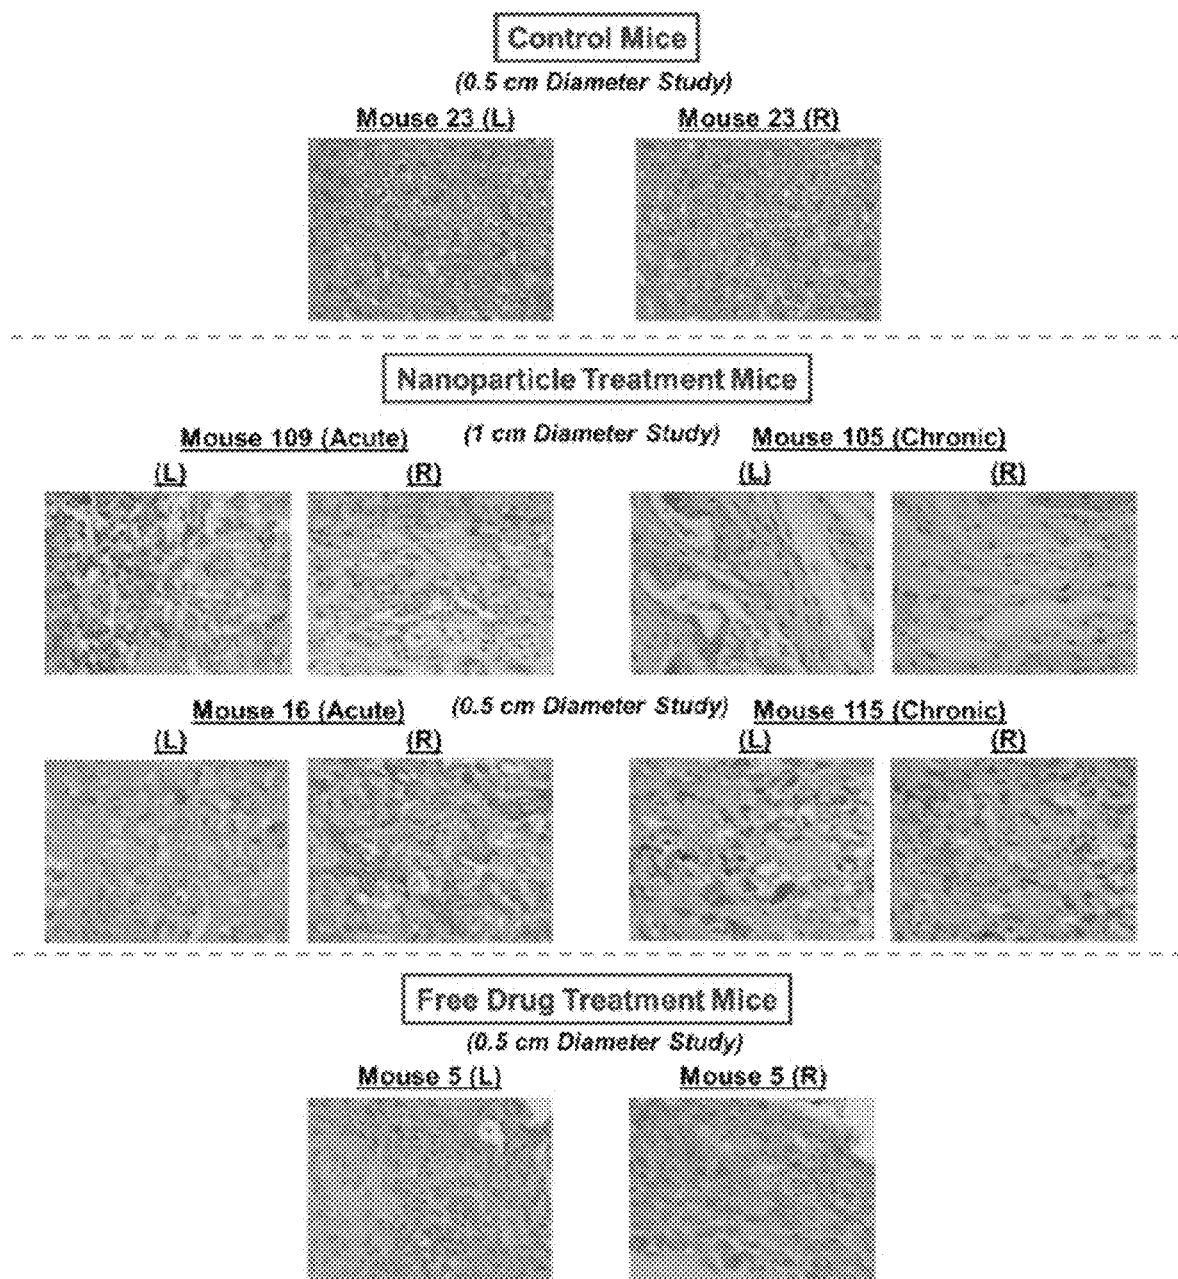 Control Mice
(0.5 cm Diameter Study)
Mouse 23 (L) Mouse 23 (R)
Nanoparticle Treatment Mice
Mouse 109 (Acute) (1 cm Diameter Study) Mouse 105 (Chronic)
(L) (R) (L) (R)
Mouse 16 (Acute) (0.5 cm Diameter Study) Mouse 115 (Chronic)
(L) (R) (L) (R)
Free Drug Treatment Mice
(0.5 cm Diameter Study)
Mouse 5 (L) Mouse 5 (R)